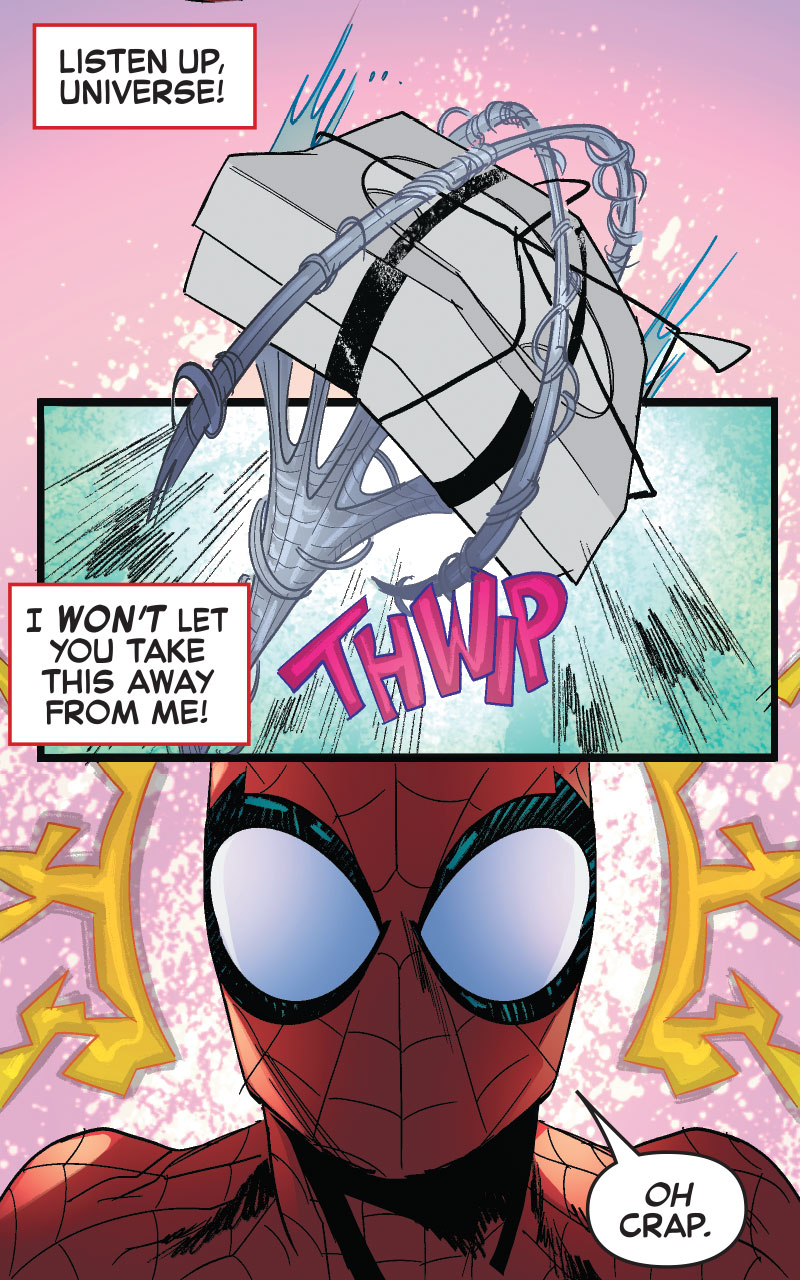 LISTEN UP,
UNIVERSE!
I WON'T LET
YOU TAKE
THIS AWAY
FROM ME!
THWIP
OH
CRAP.